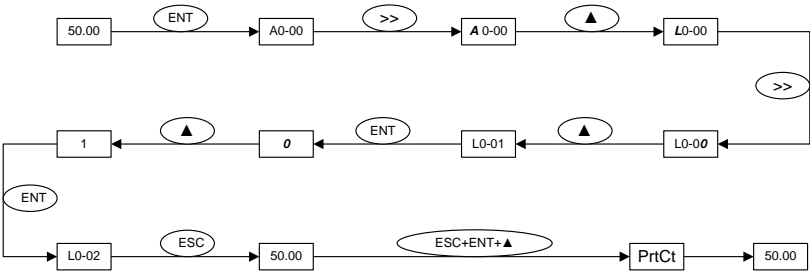 50.00 ENT A0-00 >> A 0-00 ▲ L0-00
>>
1 ▲ 0 ENT L0-01 ▲ L0-00
ENT
L0-02 ESC 50.00 ESC+ENT+▲ PrtCt 50.00